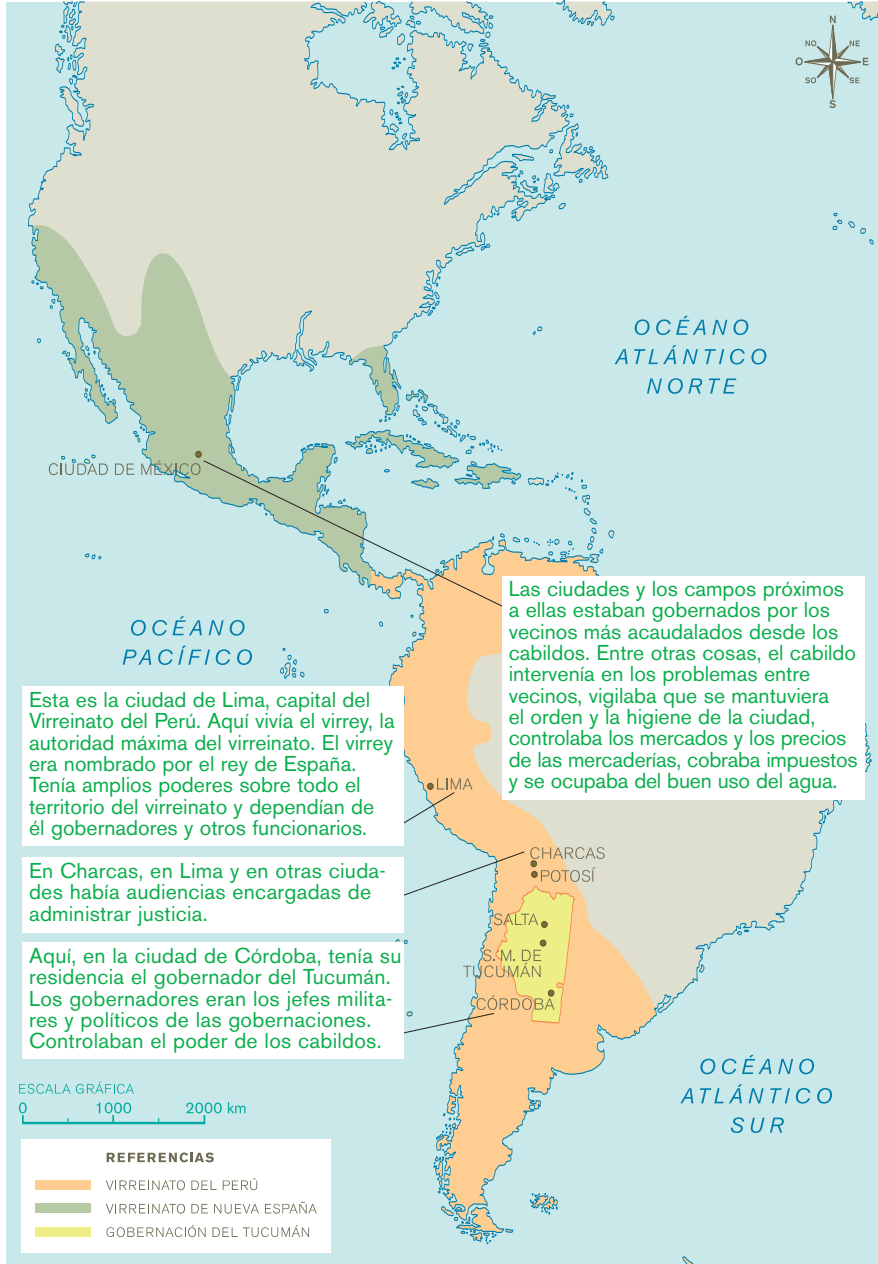 N
NO
NE
O
E
SO
SE
S
OCÉANO
ATLÁNTICO
NORTE
CIUDAD DE MÉXICO
Las ciudades y los campos próximos
a ellas estaban gobernados por los
vecinos más acaudalados desde los
cabildos. Entre otras cosas, el cabildo
intervenía en los problemas entre
vecinos, vigilaba que se mantuviera
el orden y la higiene de la ciudad,
controlaba los mercados y los precios
de las mercaderías, cobraba impuestos
y se ocupaba del buen uso del agua.
OCÉANO
PACÍFICO
Esta es la ciudad de Lima, capital del
Virreinato del Perú. Aquí vivía el virrey, la
autoridad máxima del virreinato. El virrey
era nombrado por el rey de España.
Tenía amplios poderes sobre todo el
territorio del virreinato y dependían de
él gobernadores y otros funcionarios.
LIMA
En Charcas, en Lima y en otras ciuda-
des había audiencias encargadas de
administrar justicia.
CHARCAS
POTOSÍ
SALTA
S. M. DE
TUCUMÁN
CÓRDOBA
Aquí, en la ciudad de Córdoba, tenía su
residencia el gobernador del Tucumán.
Los gobernadores eran los jefes milita-
res y políticos de las gobernaciones.
Controlaban el poder de los cabildos.
OCÉANO
ATLÁNTICO
SUR
ESCALA GRÁFICA
0 1000 2000 km
REFERENCIAS
VIRREINATO DEL PERÚ
VIRREINATO DE NUEVA ESPAÑA
GOBERNACIÓN DEL TUCUMÁN